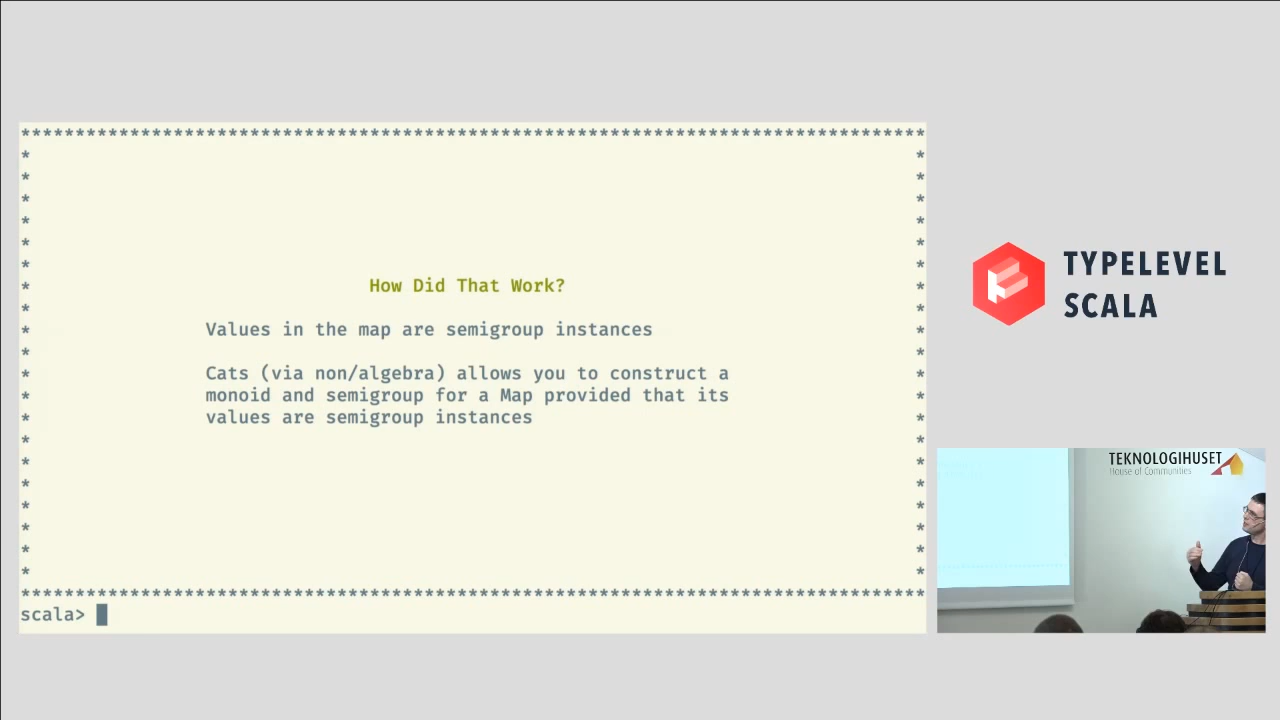 How Did That Work?
Values in the map are semigroup instances
Cats (via non/algebra) allows you to construct a
monoid and semigroup for a Map provided that its
values are semigroup instances
scala>
TYPELEVEL
SCALA
TEKNOLOGIHUSET
House of Communities